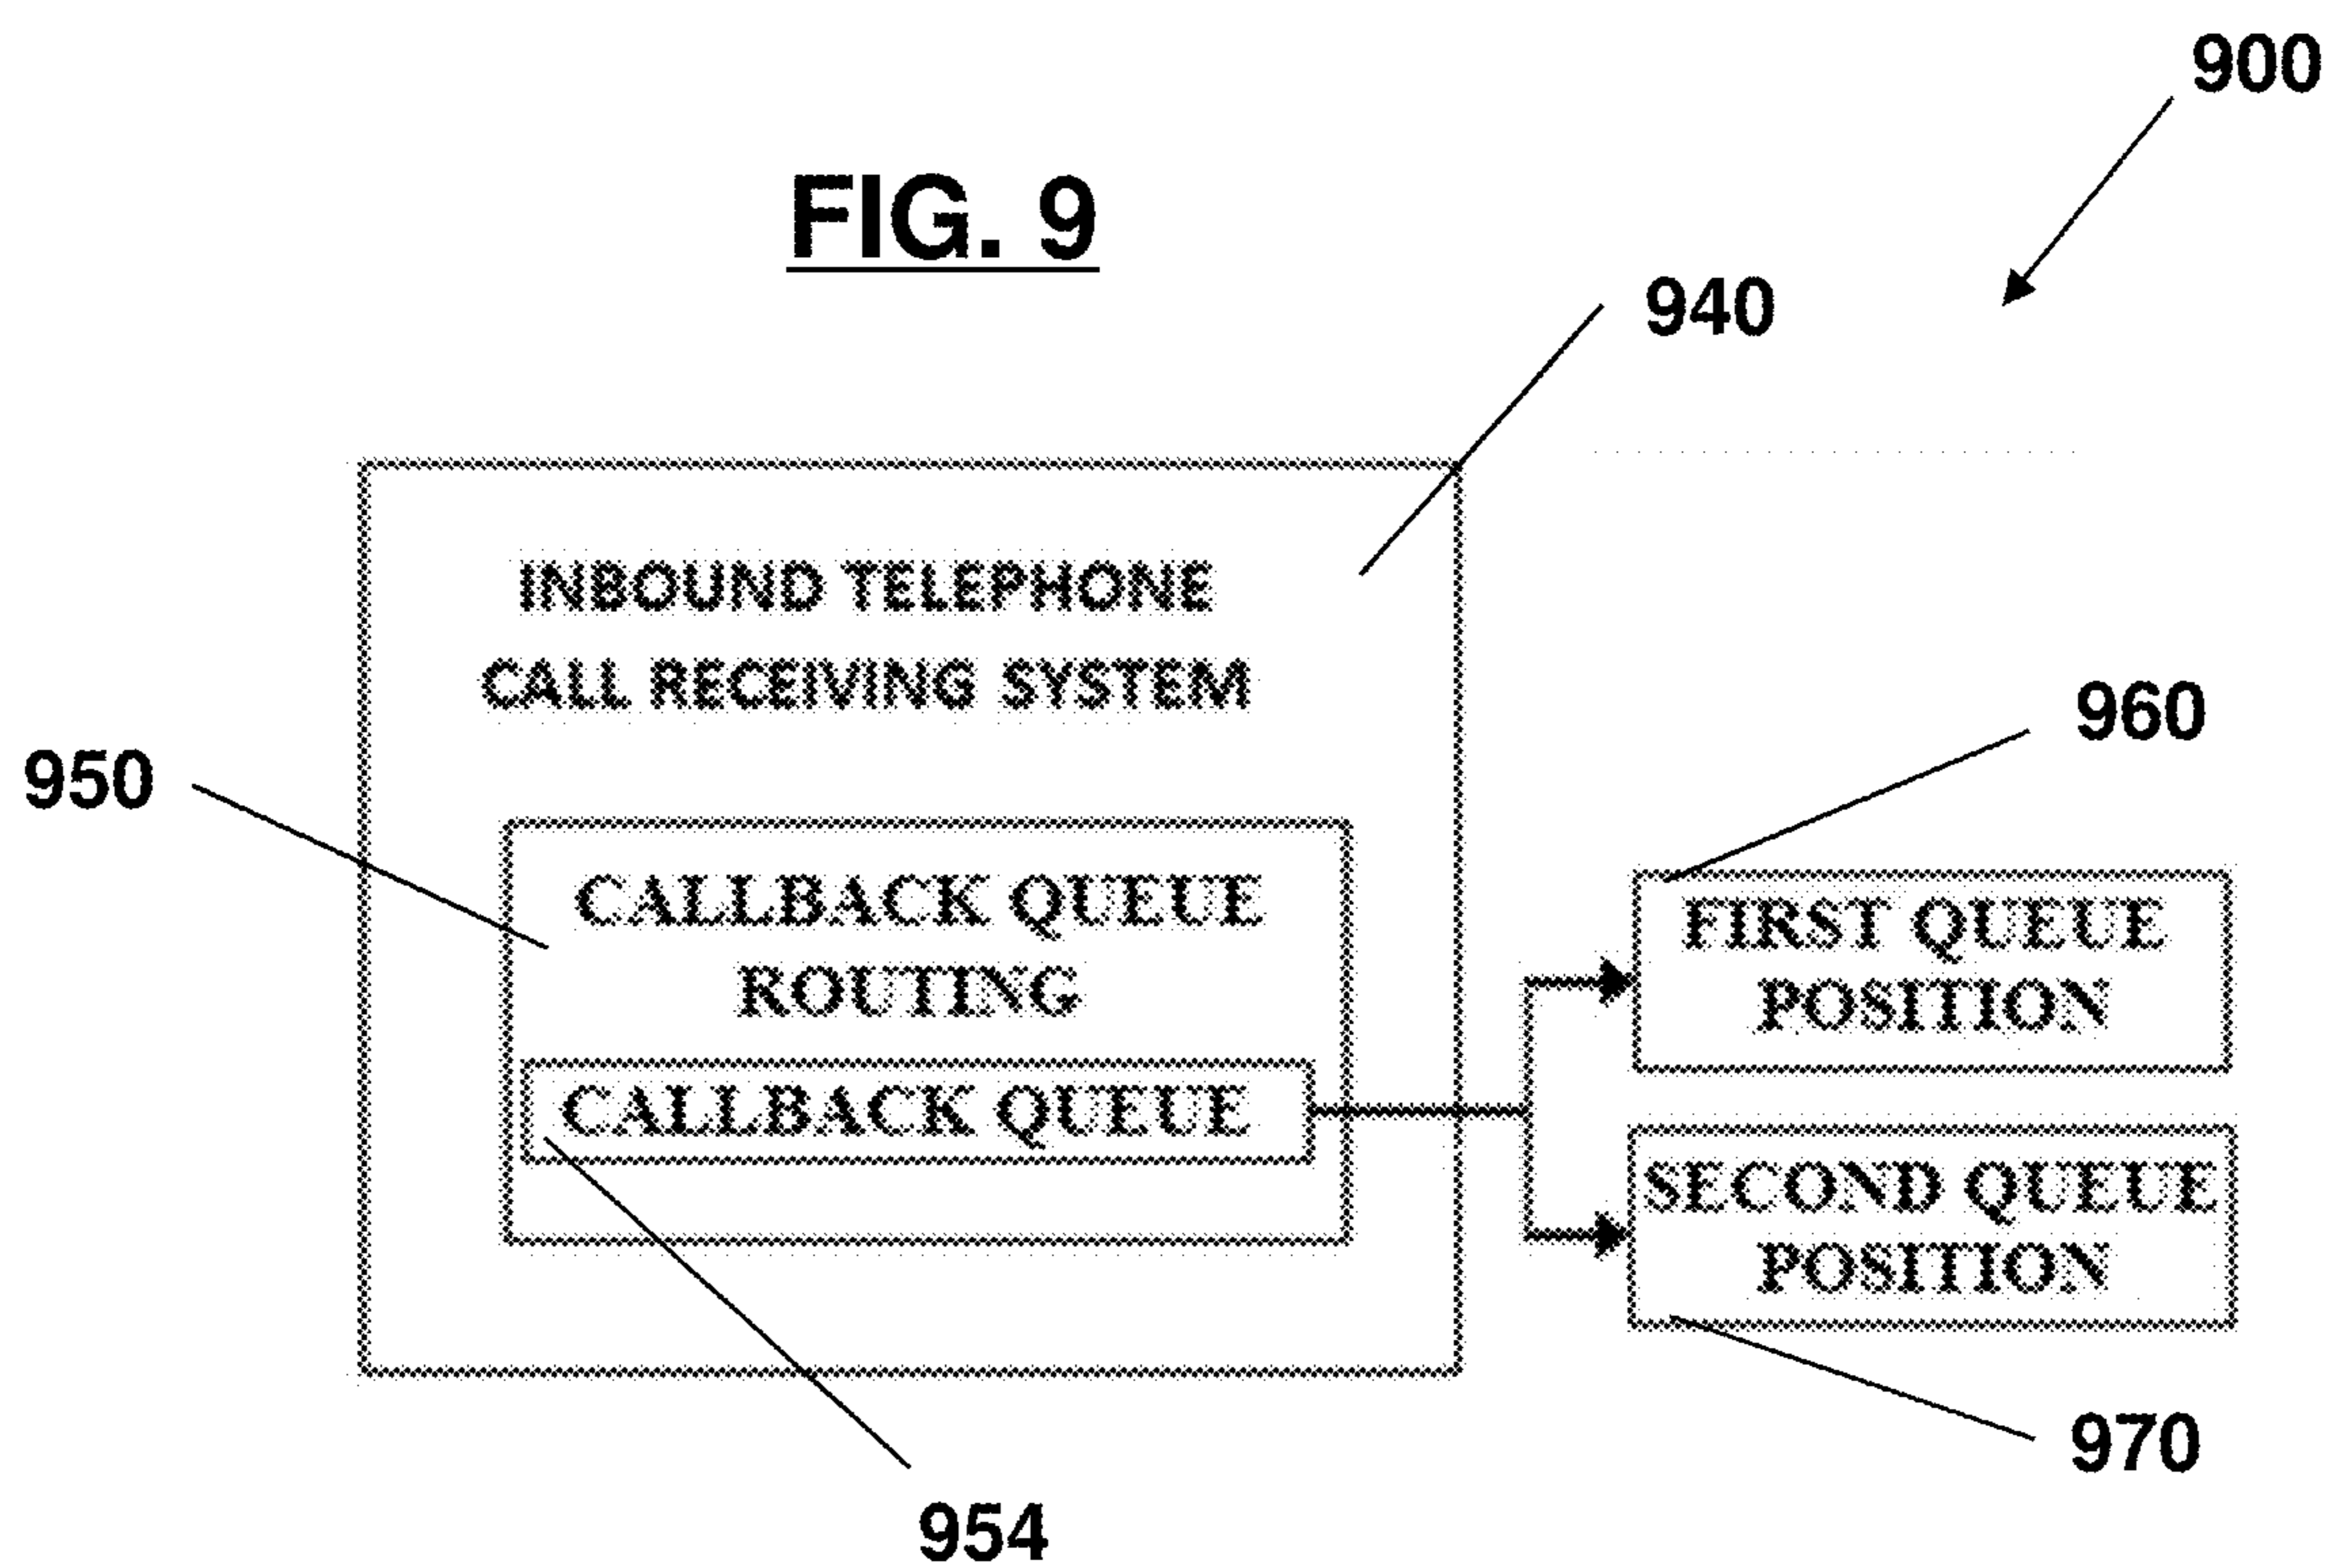 900
FIG. 9
940
INBOUND TELEPHONE
CALL RECEIVING SYSTEM
960
950
CALLBACK QUEUE
ROUTING
FIRST QUEUE
POSITION
CALLBACK QUEUE
SECOND QUEUE
POSITION
970
954